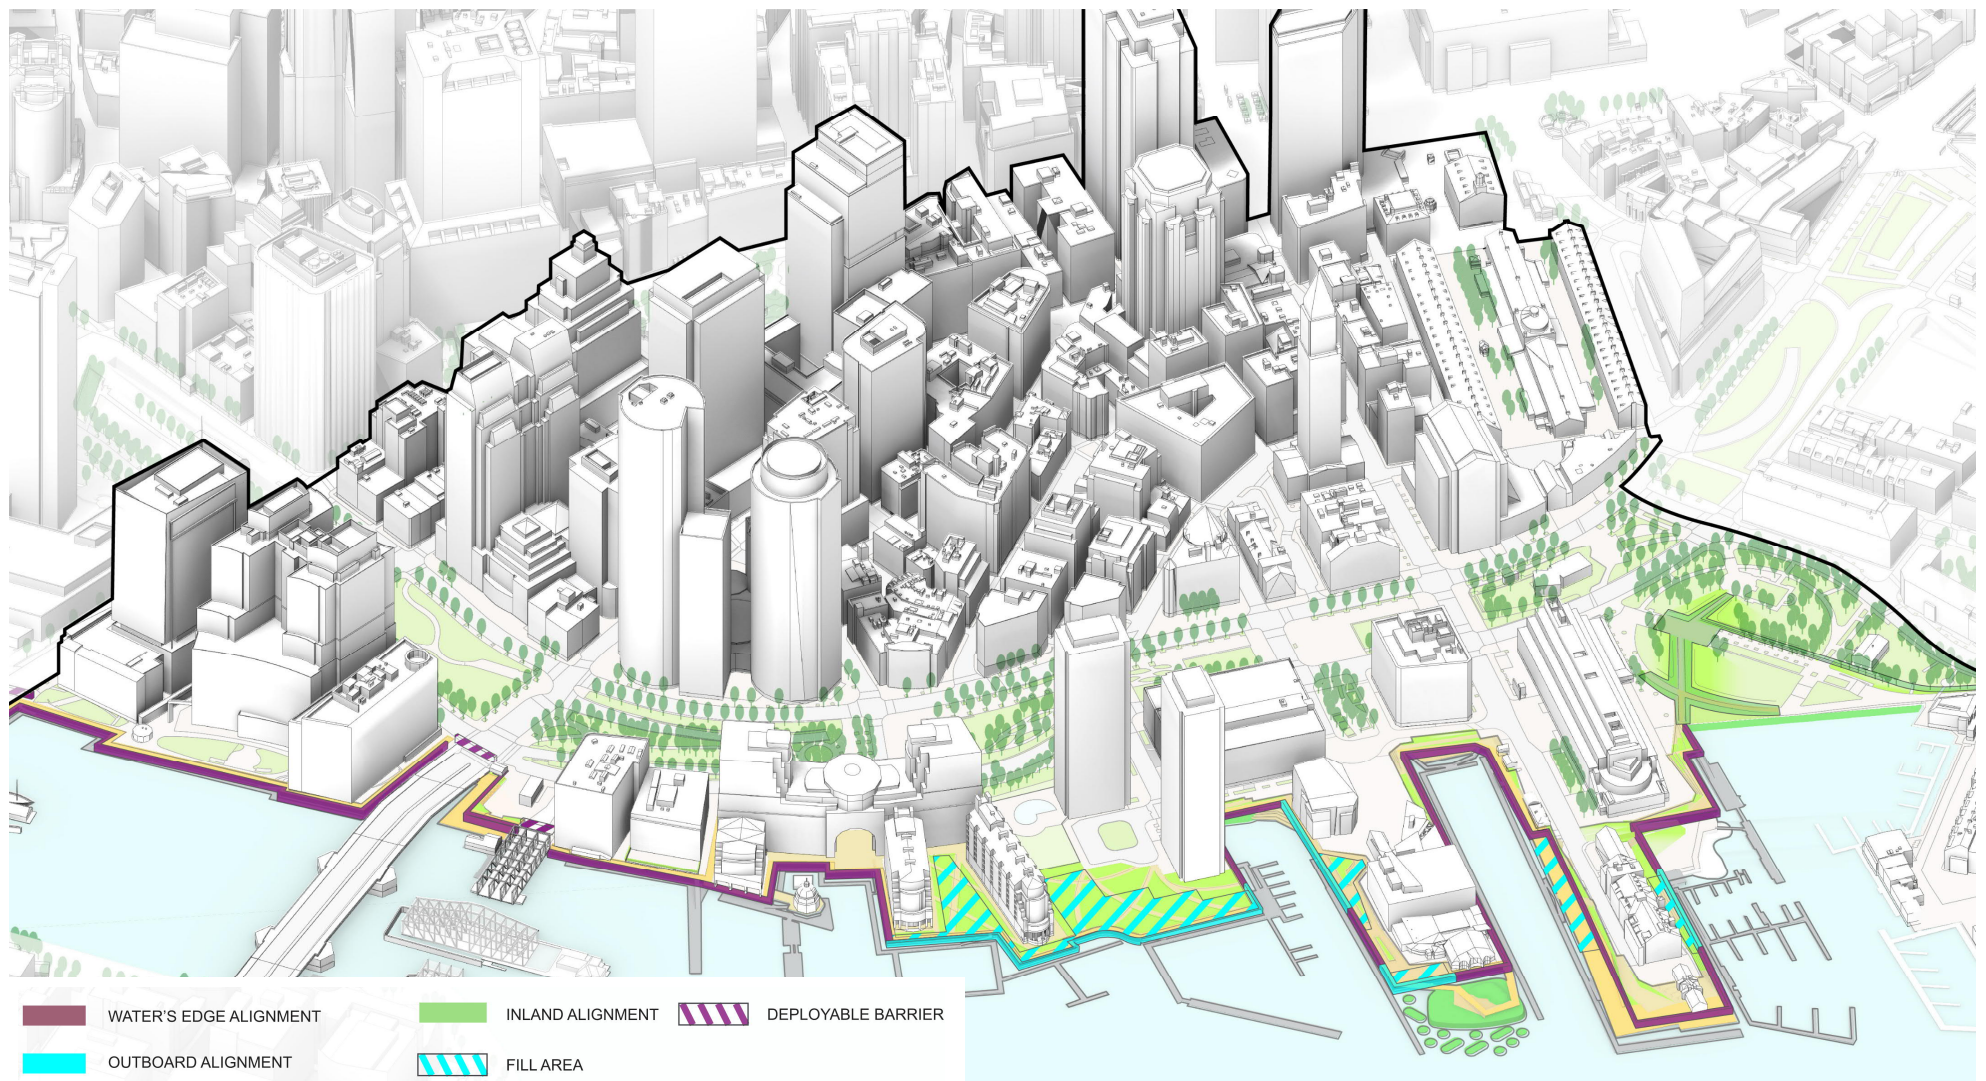 WATER'S EDGE ALIGNMENT
INLAND ALIGNMENT
DEPLOYABLE BARRIER
OUTBOARD ALIGNMENT
FILL AREA